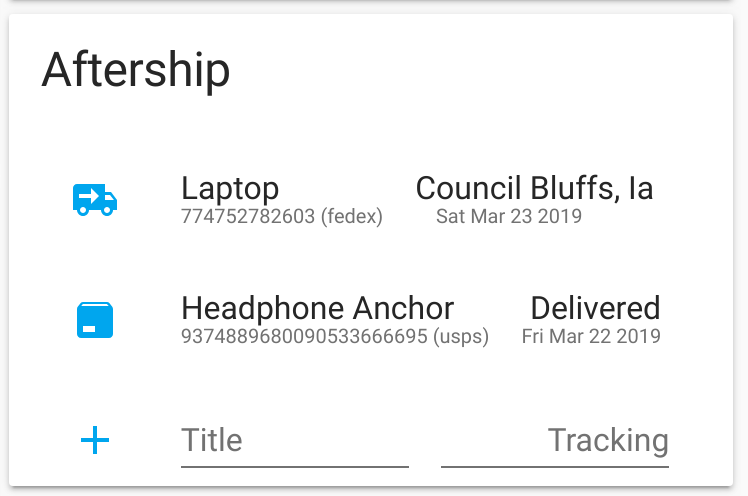 Aftership
Laptop Council Bluffs, Ia
774752782603 (fedex) Sat Mar 23 2019
Headphone Anchor Delivered
9374889680090533666695 (usps) Fri Mar 22 2019
Title Tracking